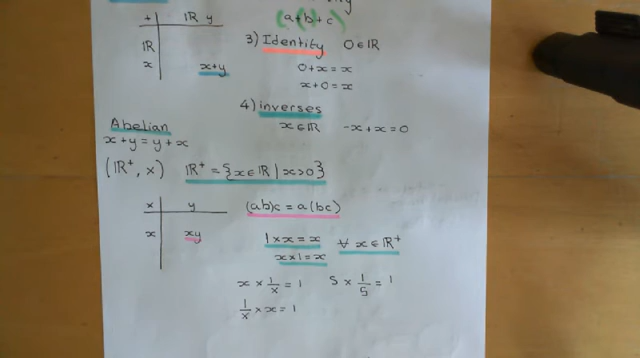 + | ℝ y
(a+b+c)
ℝ
x | x+y
3) Identity 0∈ℝ
0+x=x
x+0=x
4) inverses
x∈ℝ -x+x=0
Abelian
x+y=y+x
(ℝ⁺, ×) ℝ⁺={x∈ℝ|x>0}
× | y
x | xy
(ab)c=a(bc)
1×x=x ∀ x∈ℝ⁺
x×1=x
x×1/x=1 5×1/5=1
1/x×x=1